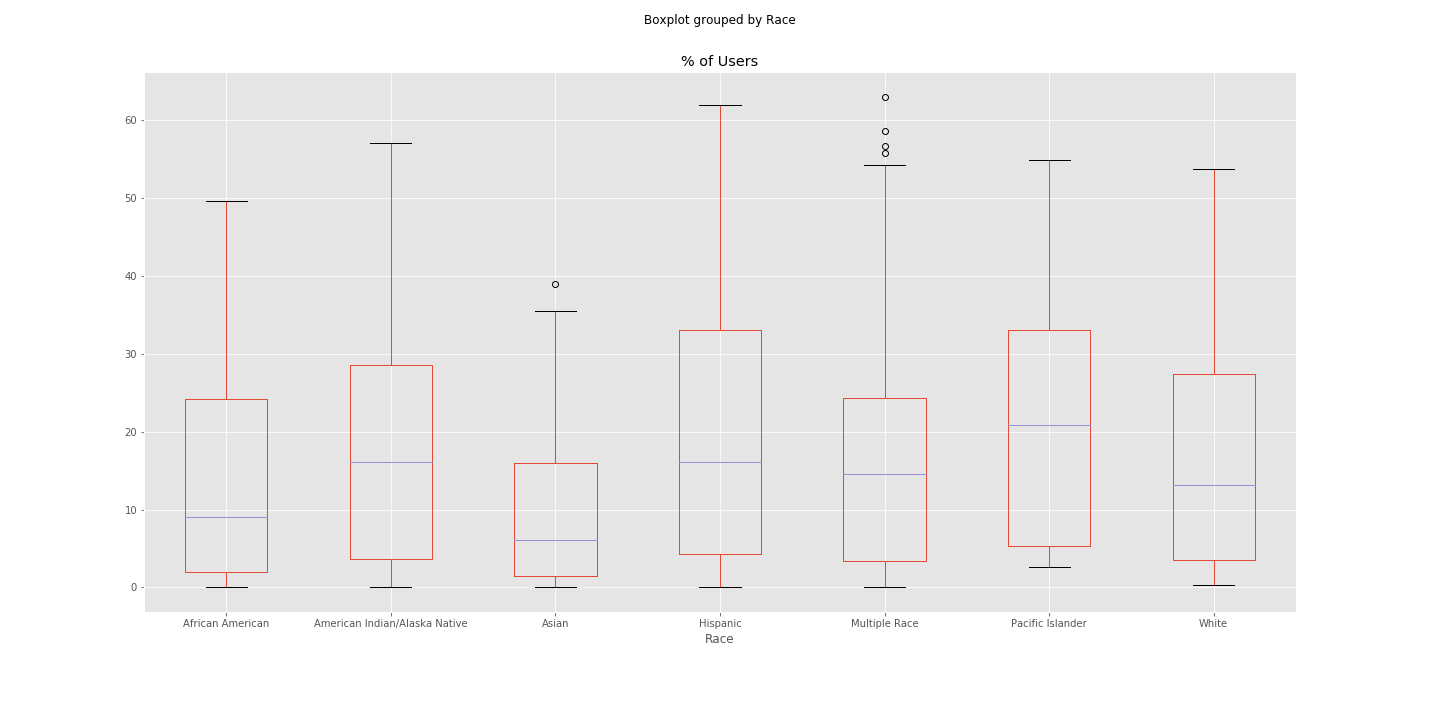 Boxplot grouped by Race
% of Users
60
50
40
30
20
10
0
African American American Indian/Alaska Native Asian Hispanic Multiple Race Pacific Islander White
Race